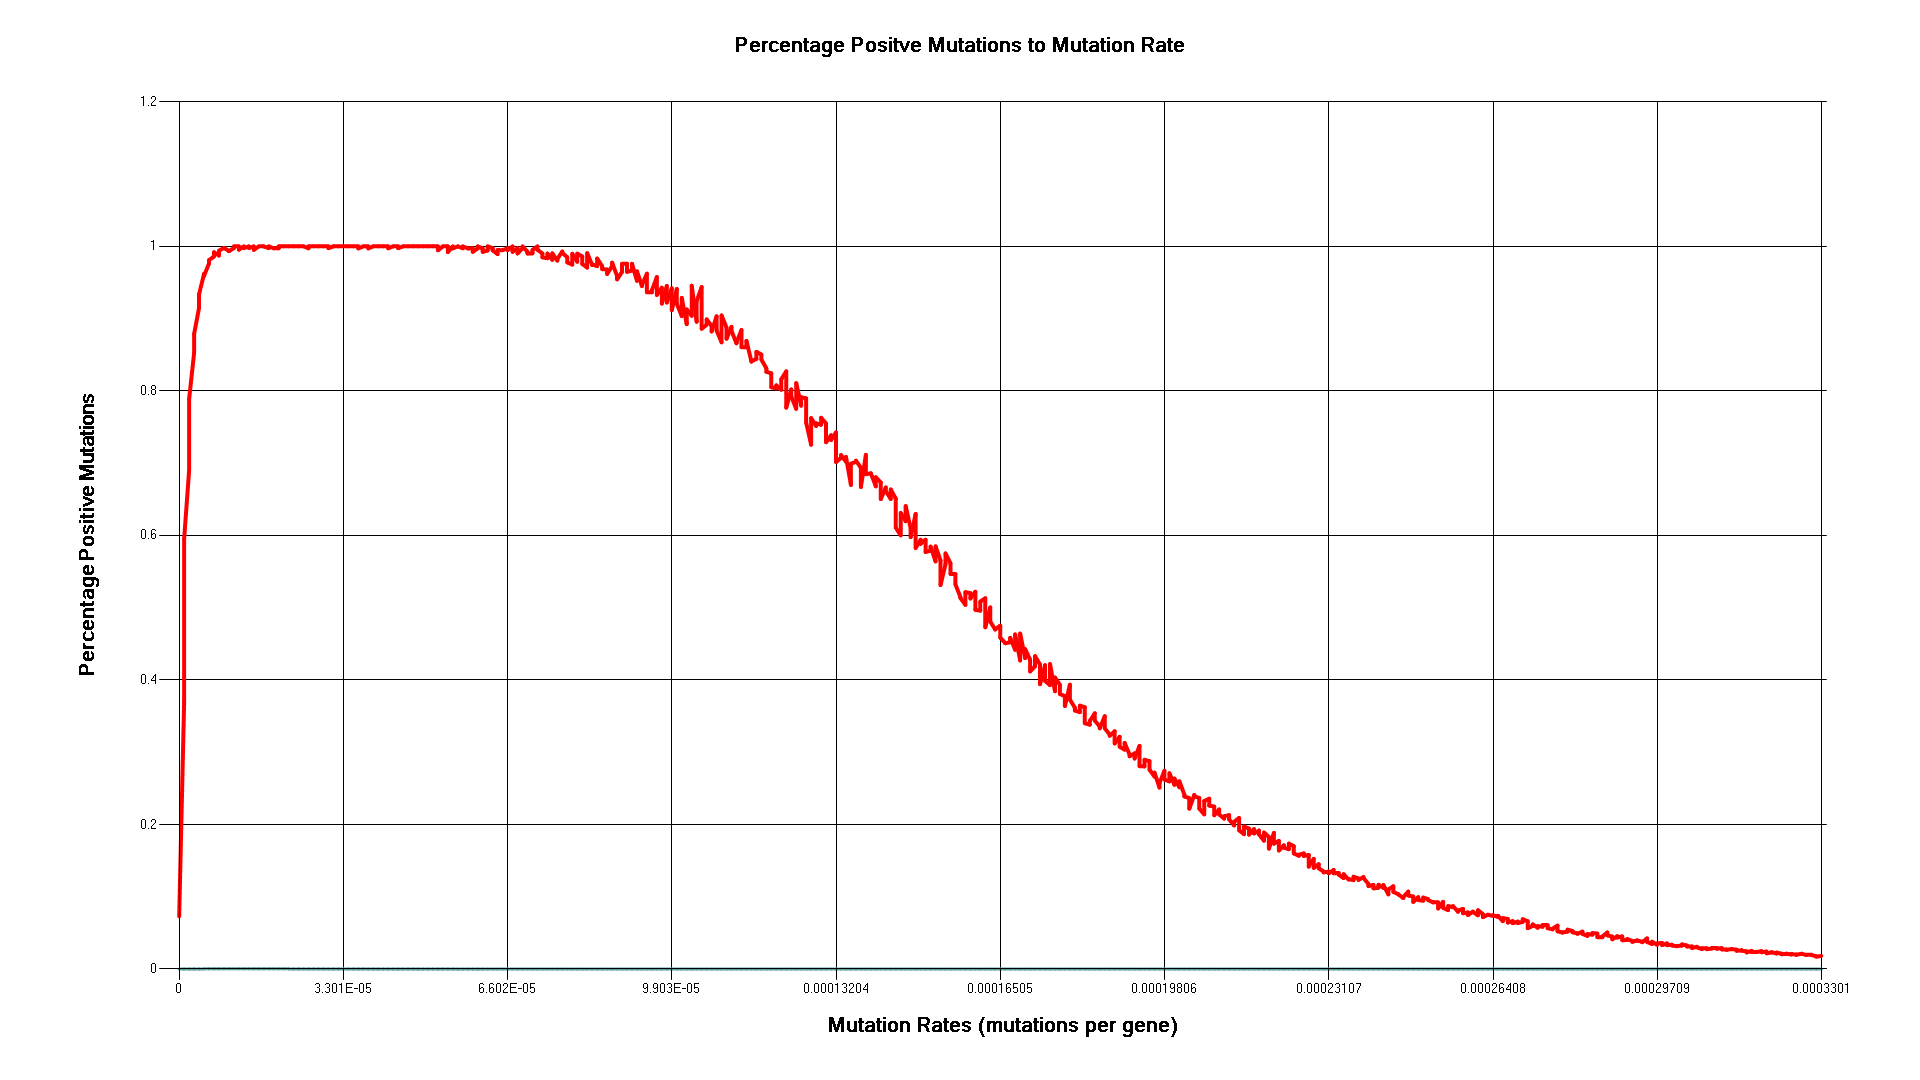 Percentage Positve Mutations to Mutation Rate
1.2
1
0.8
0.6
0.4
0.2
0
Percentage Positive Mutations
0 3.301E-05 6.602E-05 9.903E-05 0.00013204 0.00016505 0.00019806 0.00023107 0.00026408 0.00029709 0.0003301
Mutation Rates (mutations per gene)